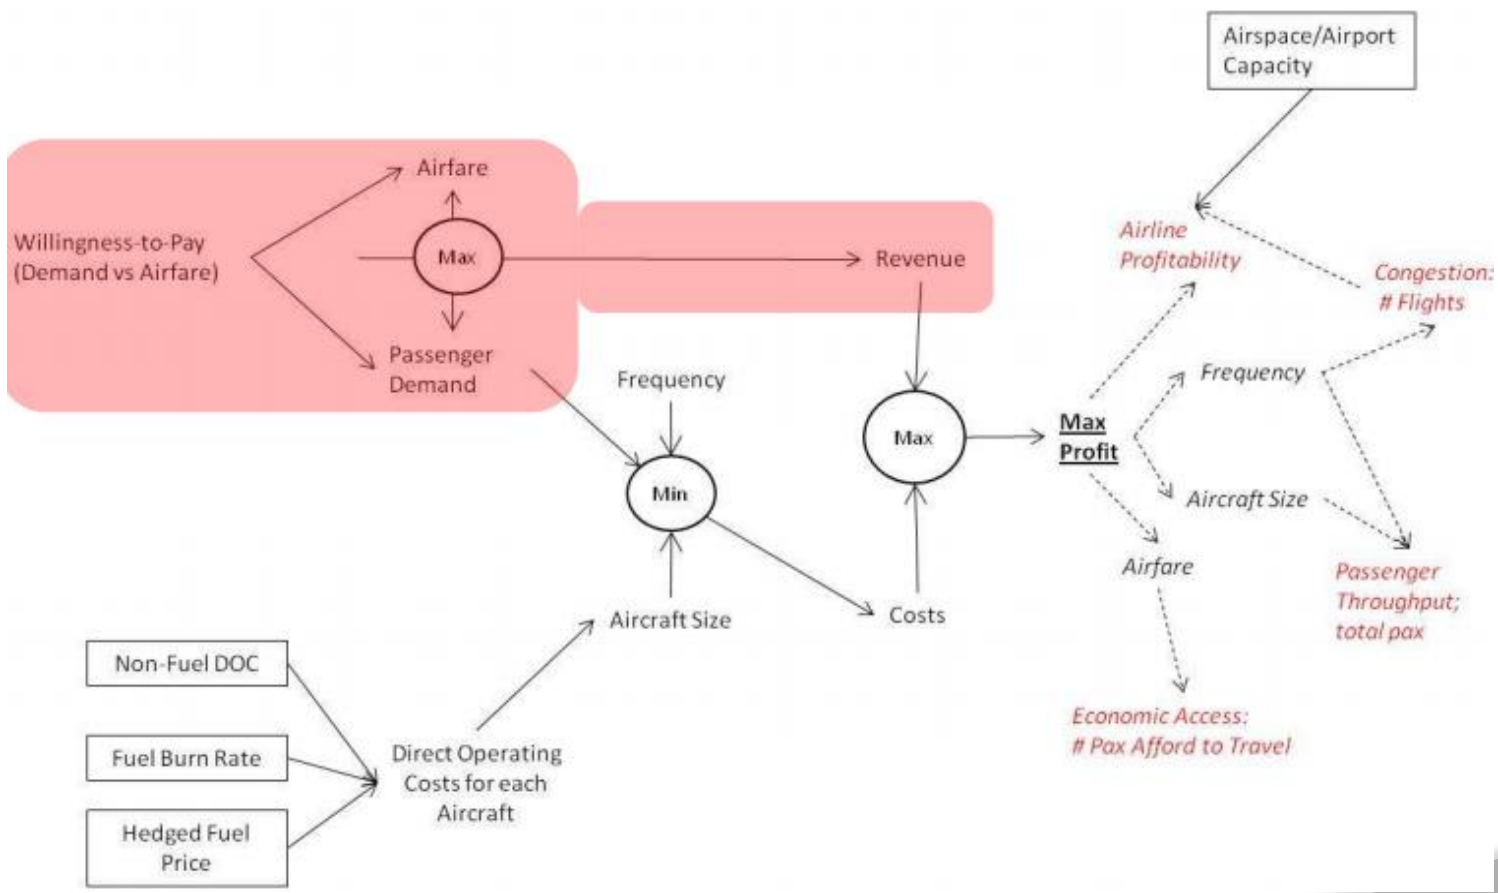 Airspace/Airport
Capacity
Airfare
Willingness-to-Pay
(Demand vs Airfare)
Max
Revenue
Passenger
Demand
Airline
Profitability
Congestion:
# Flights
Frequency
Frequency
Max
Max
Profit
Min
Aircraft Size
Airfare
Passenger
Throughput;
total pax
Aircraft Size
Costs
Non-Fuel DOC
Fuel Burn Rate
Hedged Fuel
Price
Direct Operating
Costs for each
Aircraft
Economic Access:
# Pax Afford to Travel